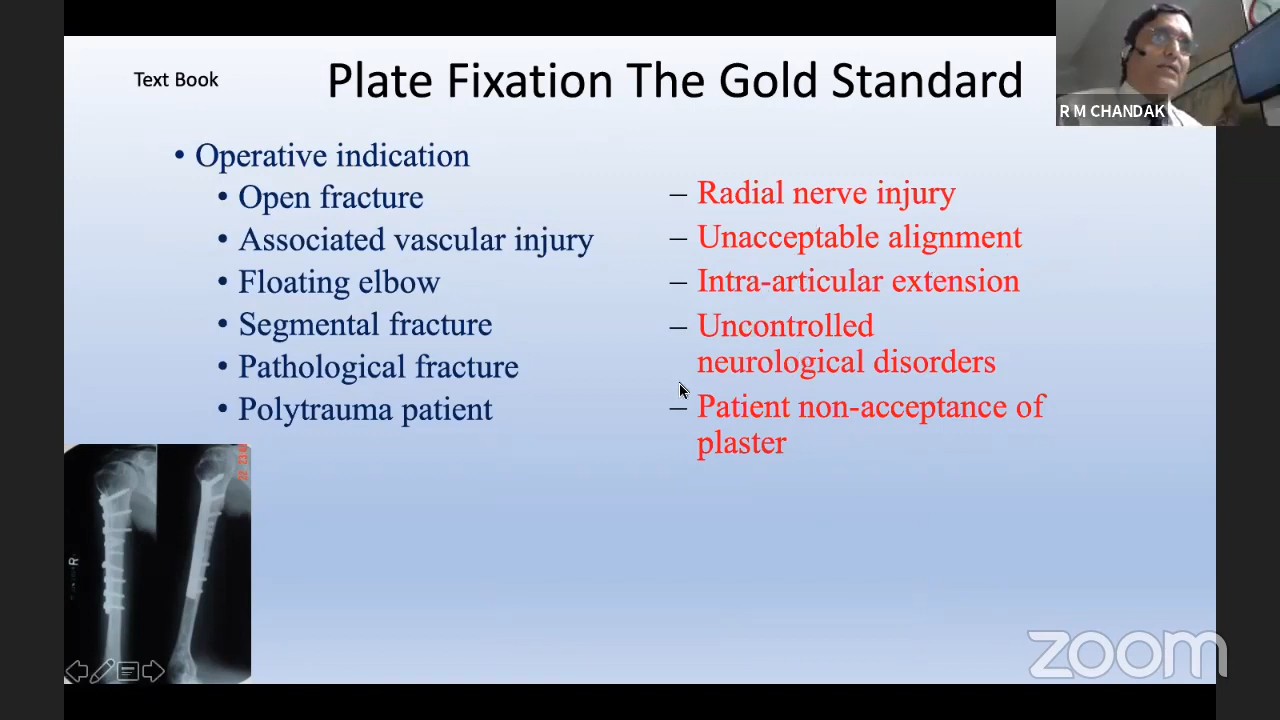 Text Book
Plate Fixation The Gold Standard
R M CHANDAK
• Operative indication
• Open fracture
• Associated vascular injury
• Floating elbow
• Segmental fracture
• Pathological fracture
• Polytrauma patient
– Radial nerve injury
– Unacceptable alignment
– Intra-articular extension
– Uncontrolled
neurological disorders
– Patient non-acceptance of
plaster
R
zoom